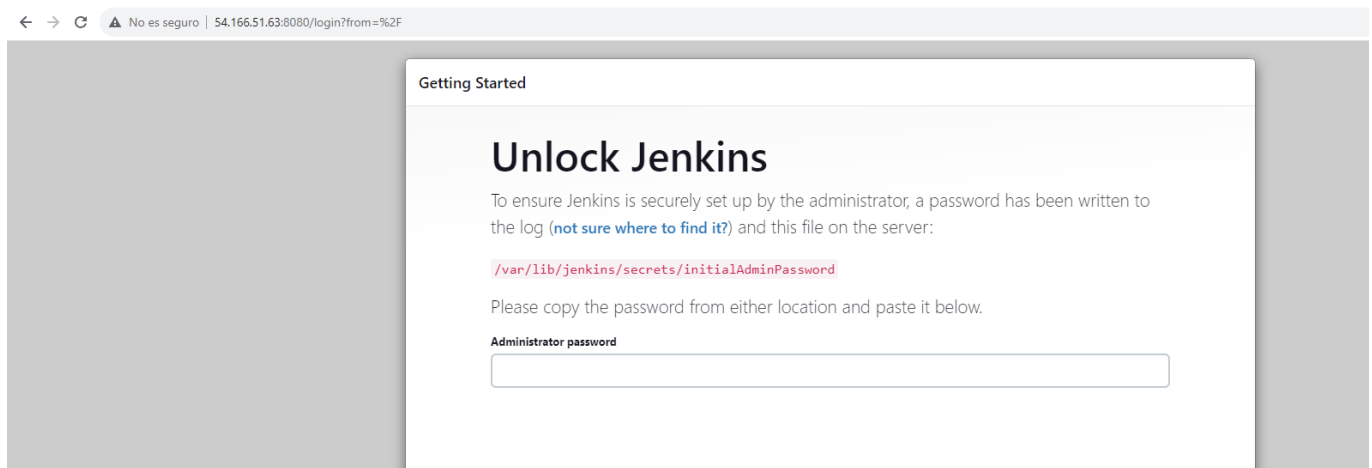 No es seguro | 54.166.51.63:8080/login?from=%2F
Getting Started
Unlock Jenkins
To ensure Jenkins is securely set up by the administrator, a password has been written to
the log (not sure where to find it?) and this file on the server:
/var/lib/jenkins/secrets/initialAdminPassword
Please copy the password from either location and paste it below.
Administrator password